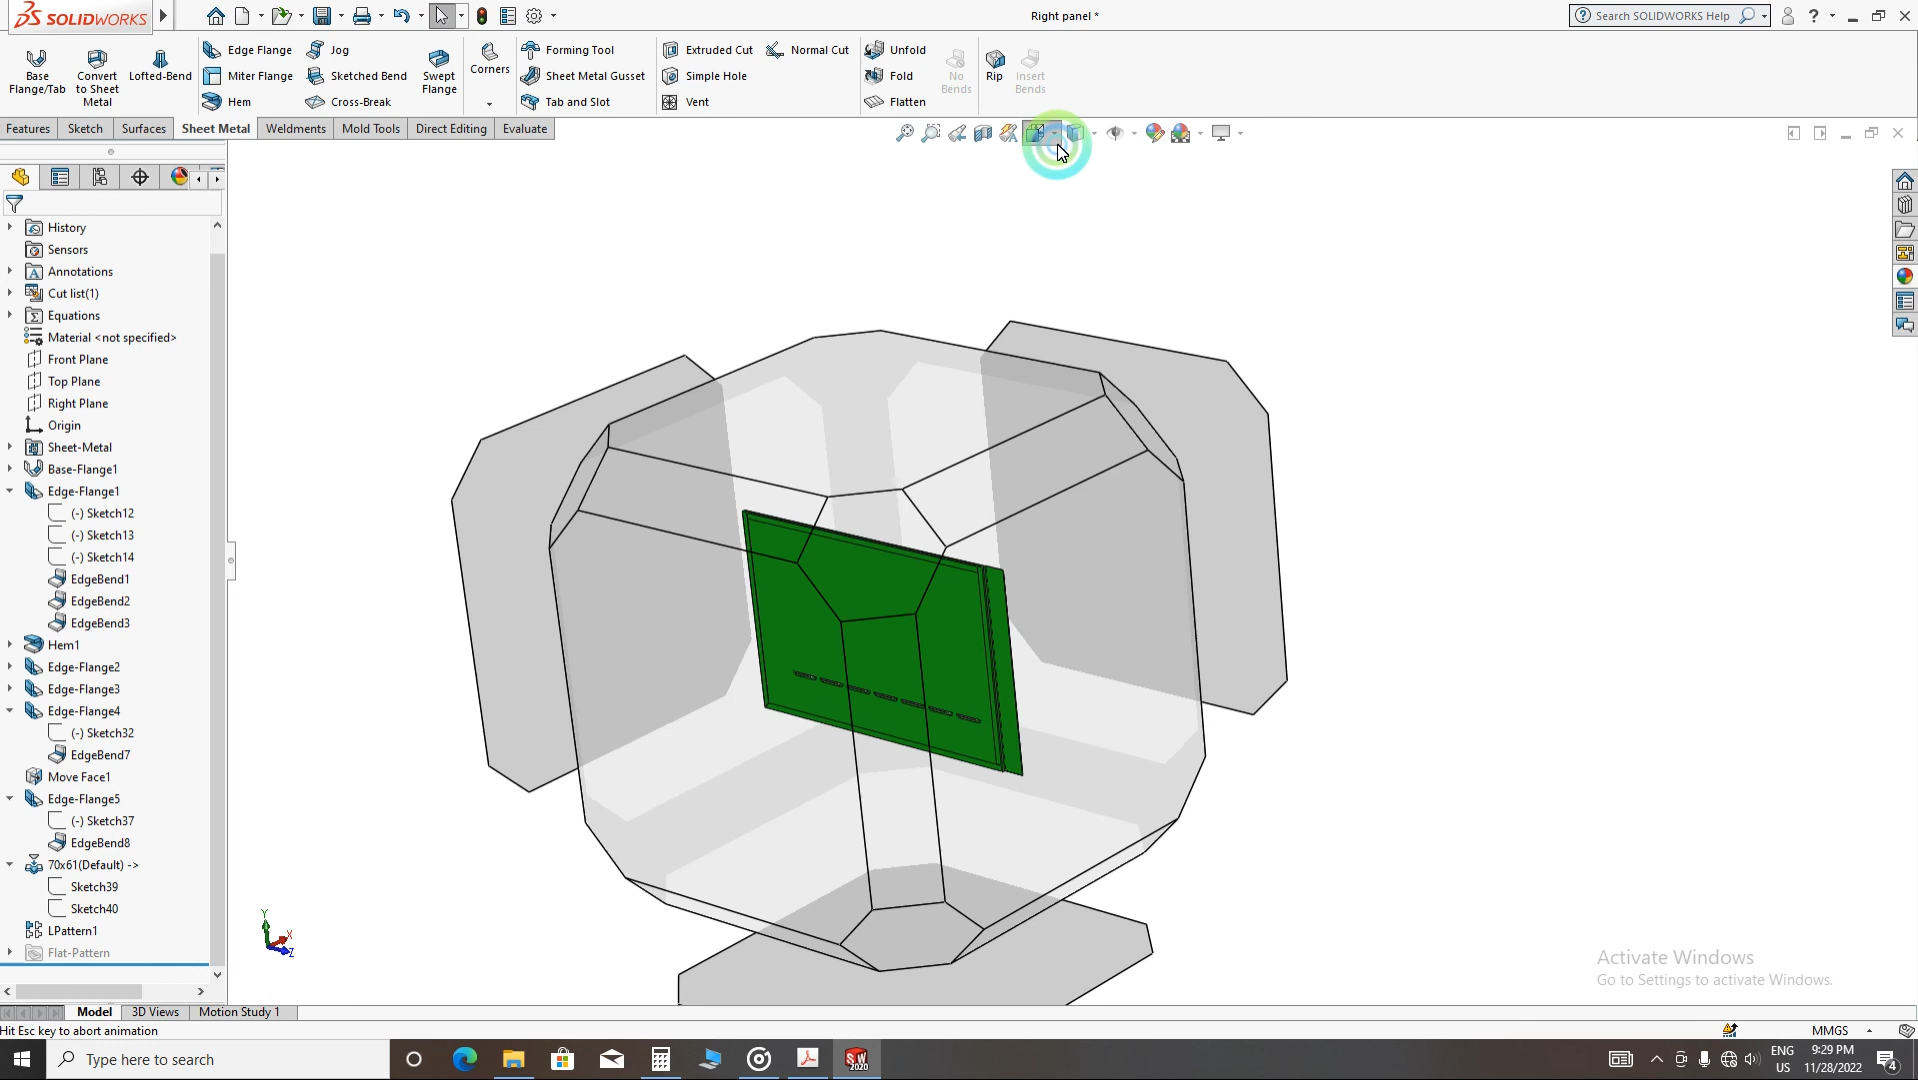 SOLIDWORKS
Right panel *
Search SOLIDWORKS Help
Base Flange/Tab
Convert to Sheet Metal
Lofted-Bend
Edge Flange
Miter Flange
Hem
Jog
Sketched Bend
Cross-Break
Swept Flange
Corners
Forming Tool
Sheet Metal Gusset
Tab and Slot
Extruded Cut
Simple Hole
Vent
Normal Cut
Unfold
Fold
Flatten
No Bends
Rip
Insert Bends
Features
Sketch
Surfaces
Sheet Metal
Weldments
Mold Tools
Direct Editing
Evaluate
History
Sensors
Annotations
Cut list(1)
Equations
Material <not specified>
Front Plane
Top Plane
Right Plane
Origin
Sheet-Metal
Base-Flange1
Edge-Flange1
(-) Sketch12
(-) Sketch13
(-) Sketch14
EdgeBend1
EdgeBend2
EdgeBend3
Hem1
Edge-Flange2
Edge-Flange3
Edge-Flange4
(-) Sketch32
EdgeBend7
Move Face1
Edge-Flange5
(-) Sketch37
EdgeBend8
70x61(Default) ->
Sketch39
Sketch40
LPattern1
Flat-Pattern
Y
X
Z
Activate Windows
Go to Settings to activate Windows.
Model
3D Views
Motion Study 1
Hit Esc key to abort animation
MMGS
Type here to search
SW
2020
ENG
US
9:29 PM
11/28/2022
4